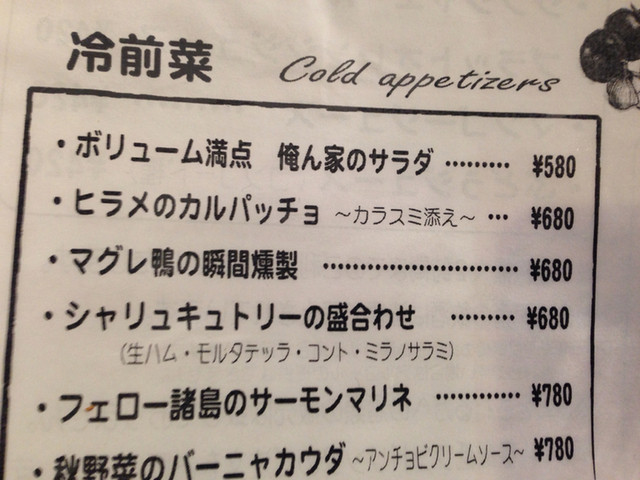 冷前菜 Cold appetizers
・ボリューム満点 俺ん家のサラダ ......... ¥580
・ヒラメのカルパッチョ ～カラスミ添え～ ... ¥680
・マグレ鴨の瞬間燻製 ........................... ¥680
・シャリュキュトリーの盛合わせ ......... ¥680
(生ハム・モルタテッラ・コント・ミラノサラミ)
・フェロー諸島のサーモンマリネ ............ ¥780
・秋野菜のバーニャカウダ ～アンチョビクリームソース～ ¥780